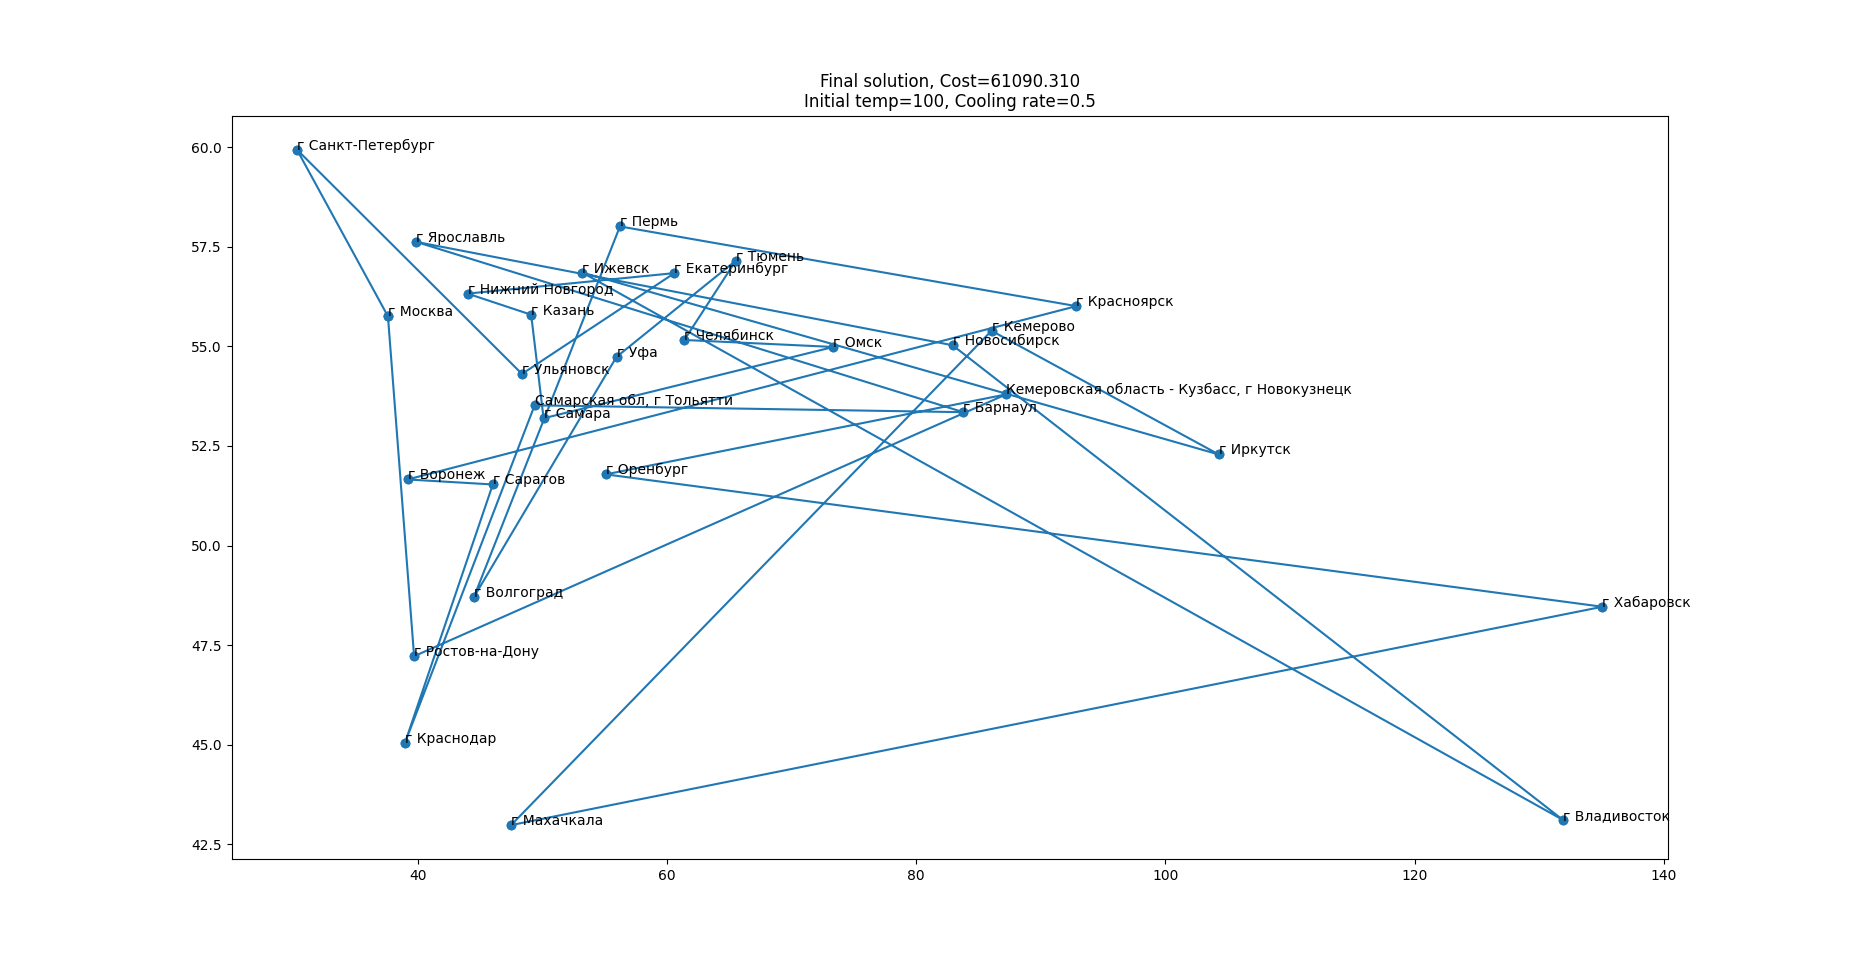 Final solution, Cost=61090.310
Initial temp=100, Cooling rate=0.5
60.0
57.5
55.0
52.5
50.0
47.5
45.0
42.5
г Санкт-Петербург
г Пермь
г Ярославль
г Тюмень
г Ижевск
г Екатеринбург
г Нижний Новгород
г Красноярск
г Москва
г Казань
г Кемерово
г Челябинск
г Новосибирск
г Омск
г Уфа
г Ульяновск
Кемеровская область - Кузбасс, г Новокузнецк
Самарская обл, г Тольятти
г Барнаул
г Самара
г Иркутск
г Оренбург
г Воронеж
г Саратов
г Волгоград
г Хабаровск
г Ростов-на-Дону
г Краснодар
г Владивосток
г Махачкала
40
60
80
100
120
140